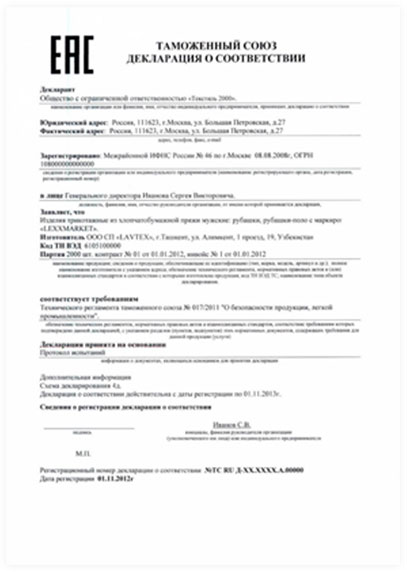 ЕАС
ТАМОЖЕННЫЙ СОЮЗ
ДЕКЛАРАЦИЯ О СООТВЕТСТВИИ
Декларант
Общество с ограниченной ответственностью «Текстиль 2000».
наименование организации или фамилия, имя, отчество индивидуального предпринимателя, принявших декларацию о соответствии
Юридический адрес: Россия, 111623, г.Москва, ул. Большая Петровская, д.27
Фактический адрес: Россия, 111623, г.Москва, ул. Большая Петровская, д.27
адрес, телефон, факс, e-mail
Зарегистрировано: Межрайонной ИФНС России № 46 по г.Москве 08.08.2008г, ОГРН
108000000000000
сведения о регистрации организации или индивидуального предпринимателя (наименование регистрирующего органа, дата регистрации,
регистрационный номер)
в лице Генерального директора Иванова Сергея Викторовича.
должность, фамилия, имя, отчество руководителя организации, от имени которой принимается декларация,
Заявляет, что
Изделия трикотажные из хлопчатобумажной пряжи мужские: рубашки, рубашки-поло с маркиро
«LEXXMARKET».
Изготовитель ООО СП «LAVTEX», г.Ташкент, ул. Алимкент, 1 проезд, 19, Узбекистан
Код ТН ВЭД 6105100000
Партия 2000 шт. контракт № 01 от 01.01.2012, инвойс № 1 от 01.01.2012
соответствует требованиям
Технического регламента таможенного союза № 017/2011 "О безопасности продукции, легкой
промышленности".
Декларация принята на основании
Протокол испытаний
информация о документах, являющихся основанием для принятия декларации
Дополнительная информация
Схема декларирования 4д.
Декларация о соответствии действительна с даты регистрации по 01.11.2013г.
Сведения о регистрации декларации о соответствии
Иванов С.В.
подпись
инициалы, фамилия руководителя организации
(уполномоченного им лица) или индивидуального предпринимателя
М.П.
Регистрационный номер декларации о соответствии №ТС RU Д-XX.XXXX.A.00000
Дата регистрации 01.11.2012г